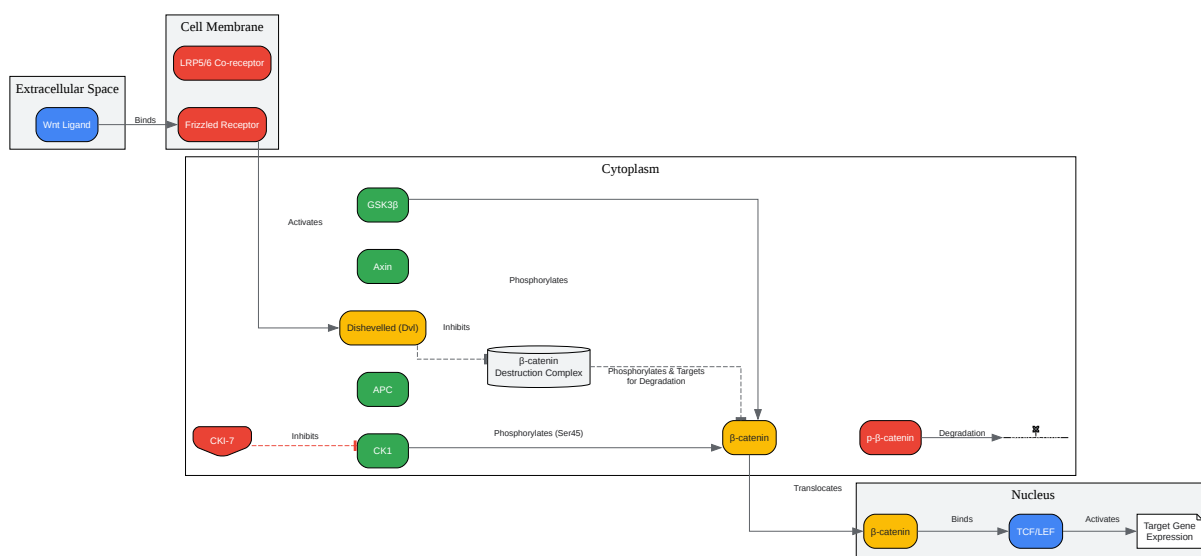 Cell Membrane
LRP5/6 Co-receptor
Extracellular Space
Wnt Ligand
Binds
Frizzled Receptor
Cytoplasm
GSK3β
Activates
Axin
Phosphorylates
Dishevelled (Dvl)
Inhibits
β-catenin
Destruction Complex
Phosphorylates & Targets
for Degradation
APC
CKI-7
Inhibits
CK1
Phosphorylates (Ser45)
β-catenin
p-β-catenin
Degradation
Translocates
Nucleus
β-catenin
Binds
TCF/LEF
Activates
Target Gene
Expression